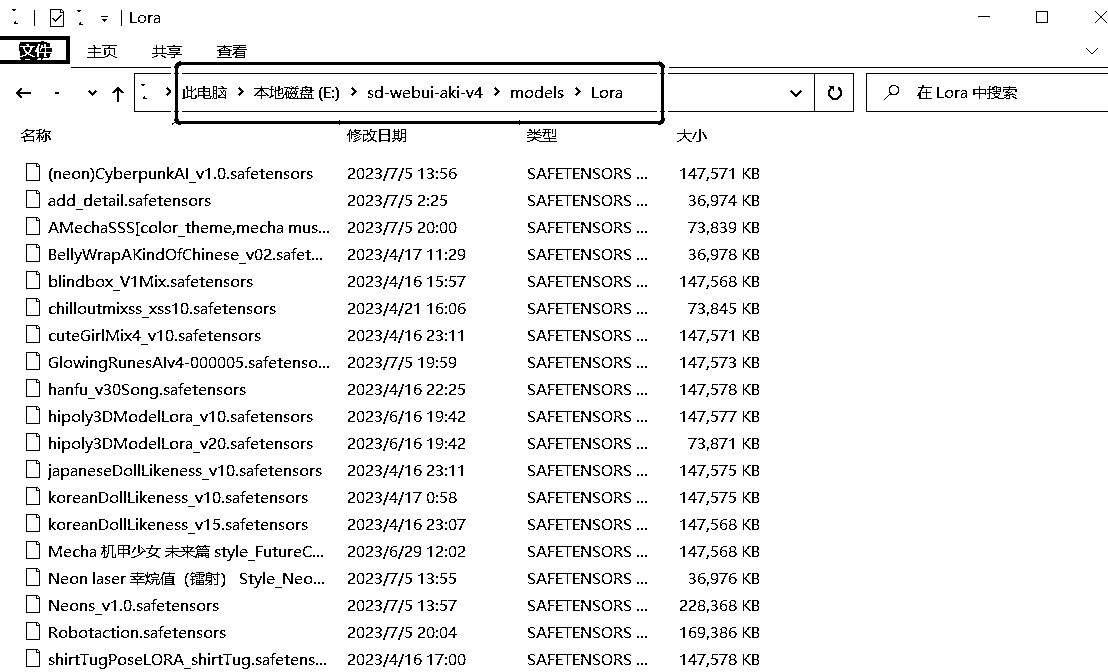 Lora
文件 主页 共享 查看
此电脑 本地磁盘 (E:) sd-webui-aki-v4 models Lora 在 Lora 中搜索
名称 修改日期 类型 大小
(neon)CyberpunkAI_v1.0.safetensors 2023/7/5 13:56 SAFETENSORS ... 147,571 KB
add_detail.safetensors 2023/7/5 2:25 SAFETENSORS ... 36,974 KB
AMechaSSS[color_theme,mecha mus... 2023/7/5 20:00 SAFETENSORS ... 73,839 KB
BellyWrapAKindOfChinese_v02.safet... 2023/4/17 11:29 SAFETENSORS ... 36,978 KB
blindbox_V1Mix.safetensors 2023/4/16 15:57 SAFETENSORS ... 147,568 KB
chilloutmixss_xss10.safetensors 2023/4/21 16:06 SAFETENSORS ... 73,845 KB
cuteGirlMix4_v10.safetensors 2023/4/16 23:11 SAFETENSORS ... 147,571 KB
GlowingRunesAIv4-000005.safetenso... 2023/7/5 19:59 SAFETENSORS ... 147,573 KB
hanfu_v30Song.safetensors 2023/4/16 22:25 SAFETENSORS ... 147,578 KB
hipoly3DModelLora_v10.safetensors 2023/6/16 19:42 SAFETENSORS ... 147,577 KB
hipoly3DModelLora_v20.safetensors 2023/6/16 19:42 SAFETENSORS ... 73,871 KB
japaneseDollLikeness_v10.safetensors 2023/4/16 23:11 SAFETENSORS ... 147,575 KB
koreanDollLikeness_v10.safetensors 2023/4/17 0:58 SAFETENSORS ... 147,575 KB
koreanDollLikeness_v15.safetensors 2023/4/16 23:07 SAFETENSORS ... 147,568 KB
Mecha 机甲少女 未来篇 style_FutureC... 2023/6/29 12:02 SAFETENSORS ... 147,568 KB
Neon laser 幸烷值（镭射） Style_Neo... 2023/7/5 13:55 SAFETENSORS ... 36,976 KB
Neons_v1.0.safetensors 2023/7/5 13:57 SAFETENSORS ... 228,368 KB
Robotaction.safetensors 2023/7/5 20:04 SAFETENSORS ... 169,386 KB
shirtTugPoseLORA_shirtTug.safetens... 2023/4/16 17:00 SAFETENSORS ... 147,578 KB